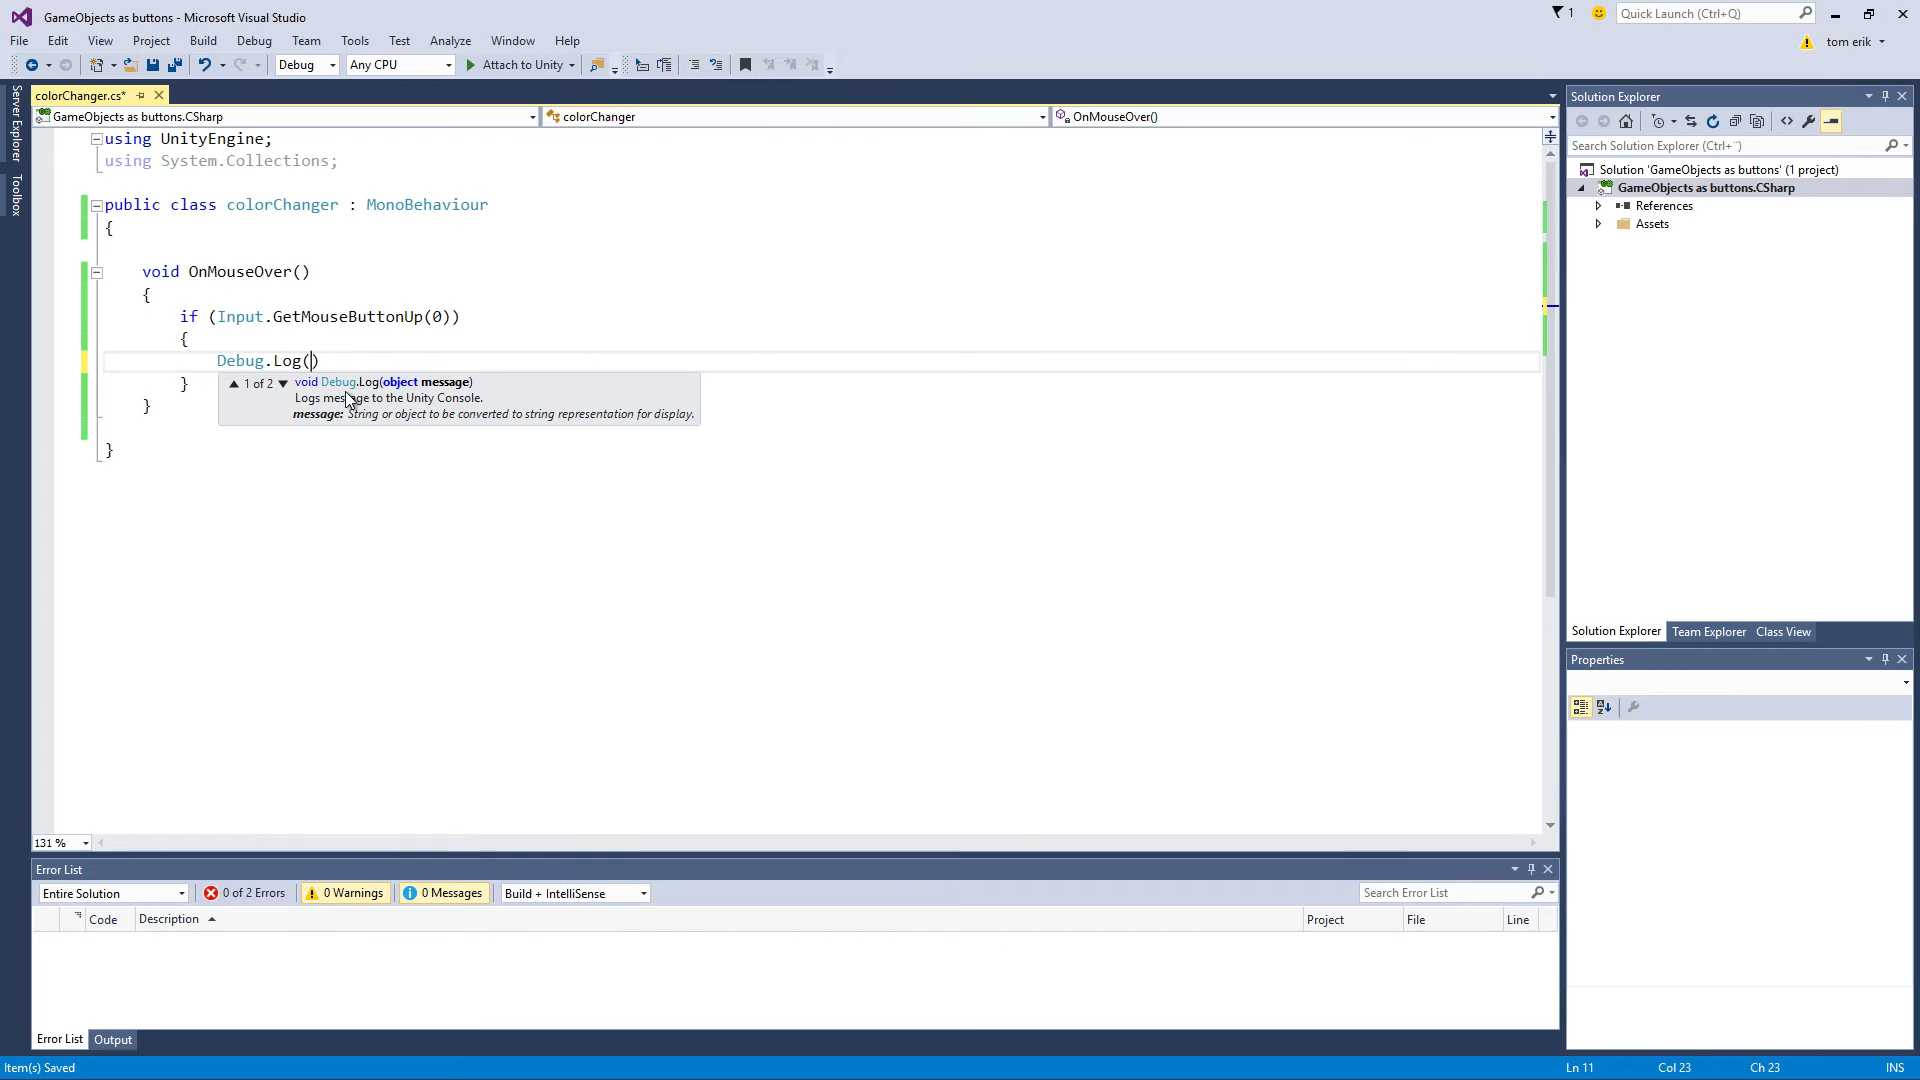 GameObjects as buttons - Microsoft Visual Studio
1
Quick Launch (Ctrl+Q)
File Edit View Project Build Debug Team Tools Test Analyze Window Help
tom erik
Debug Any CPU Attach to Unity
Server Explorer
Toolbox
colorChanger.cs*
GameObjects as buttons.CSharp colorChanger OnMouseOver()
using UnityEngine;
using System.Collections;
public class colorChanger : MonoBehaviour
{
void OnMouseOver()
{
if (Input.GetMouseButtonUp(0))
{
Debug.Log()
}
1 of 2 void Debug.Log(object message)
Logs message to the Unity Console.
message: String or object to be converted to string representation for display.
}
}
131 %
Solution Explorer
Search Solution Explorer (Ctrl+¨)
Solution 'GameObjects as buttons' (1 project)
GameObjects as buttons.CSharp
References
Assets
Solution Explorer Team Explorer Class View
Properties
Error List
Entire Solution 0 of 2 Errors 0 Warnings 0 Messages Build + IntelliSense Search Error List
Code Description Project File Line
Error List Output
Item(s) Saved Ln 11 Col 23 Ch 23 INS